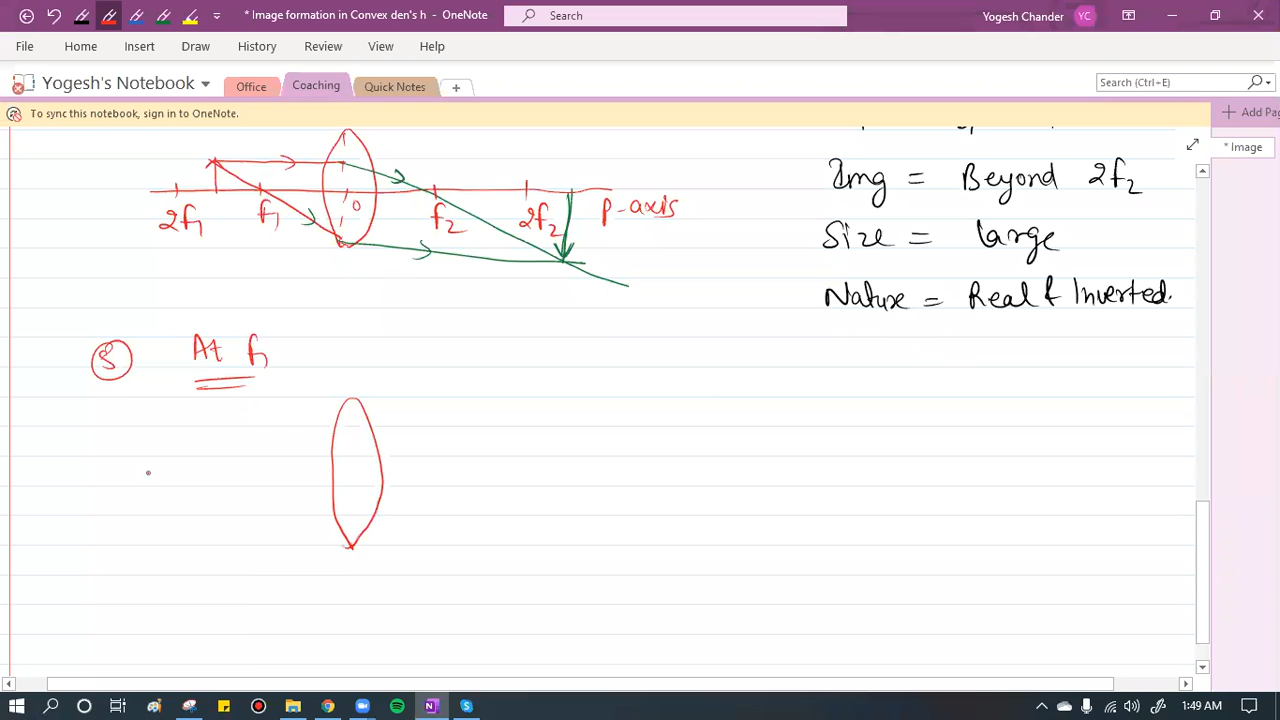 * Image formation in Convex den's h - OneNote
Search
Yogesh Chander
YC
File Home Insert Draw History Review View Help
Yogesh's Notebook
Office
Coaching
Quick Notes
Search (Ctrl+E)
To sync this notebook, sign in to OneNote.
Add Pag
* Image
Img = Beyond 2f2
2f1 f1 O f2 2f2 P-axis
Size = large
Nature = Real & Inverted.
5 At f1
1:49 AM